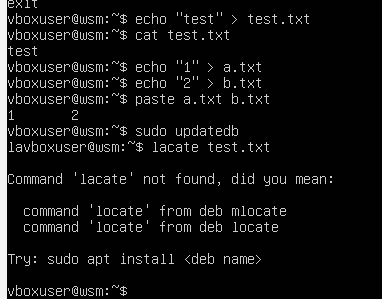 exit
vboxuser@wsm:~$ echo "test" > test.txt
vboxuser@wsm:~$ cat test.txt
test
vboxuser@wsm:~$ echo "1" > a.txt
vboxuser@wsm:~$ echo "2" > b.txt
vboxuser@wsm:~$ paste a.txt b.txt
1       2
vboxuser@wsm:~$ sudo updatedb
lavboxuser@wsm:~$ lacate test.txt

Command 'lacate' not found, did you mean:

  command 'locate' from deb mlocate
  command 'locate' from deb locate

Try: sudo apt install <deb name>

vboxuser@wsm:~$